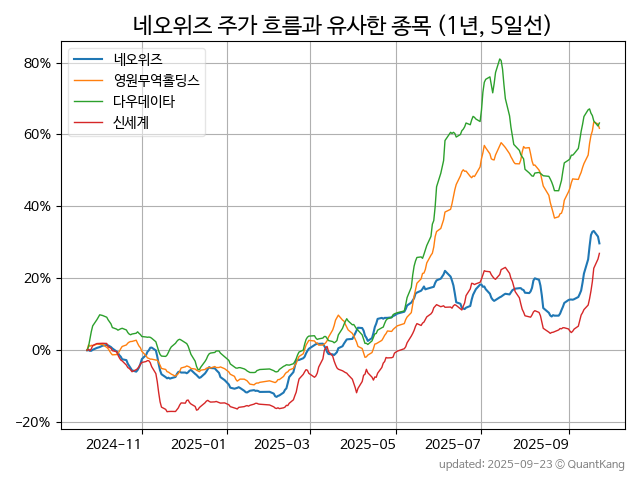 네오위즈 주가 흐름과 유사한 종목 (1년, 5일선)
네오위즈
영원무역홀딩스
다우데이타
신세계
80%
60%
40%
20%
0%
−20%
2024−11
2025−01
2025−03
2025−05
2025−07
2025−09
updated: 2025-09-23 © QuantKang